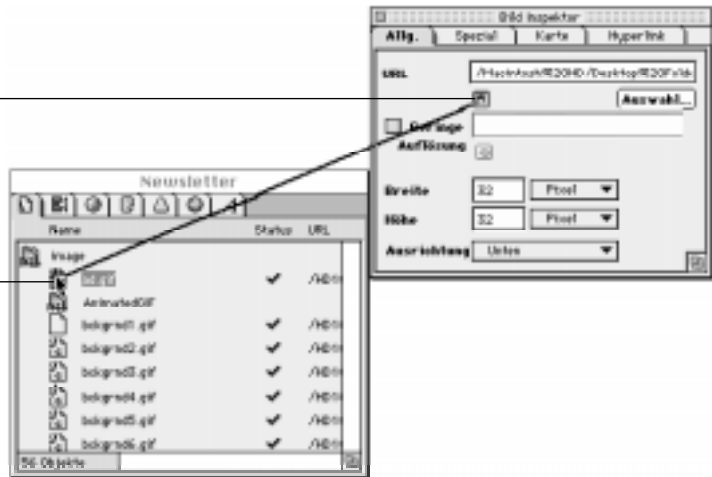 Bild Inspektor
Allg. Spezial Karte Hyperlink
URL /Macintosh%20HD/Desktop%20Folde
Auswahl...
Geringe
Auflösung
Breite 32 Pixel
Höhe 32 Pixel
Ausrichtung Unten
Newsletter
Name Status URL
Image
AnimatedGIF
bckgrnd1.gif
bckgrnd2.gif
bckgrnd3.gif
bckgrnd4.gif
bckgrnd5.gif
bckgrnd6.gif
56 Objekte